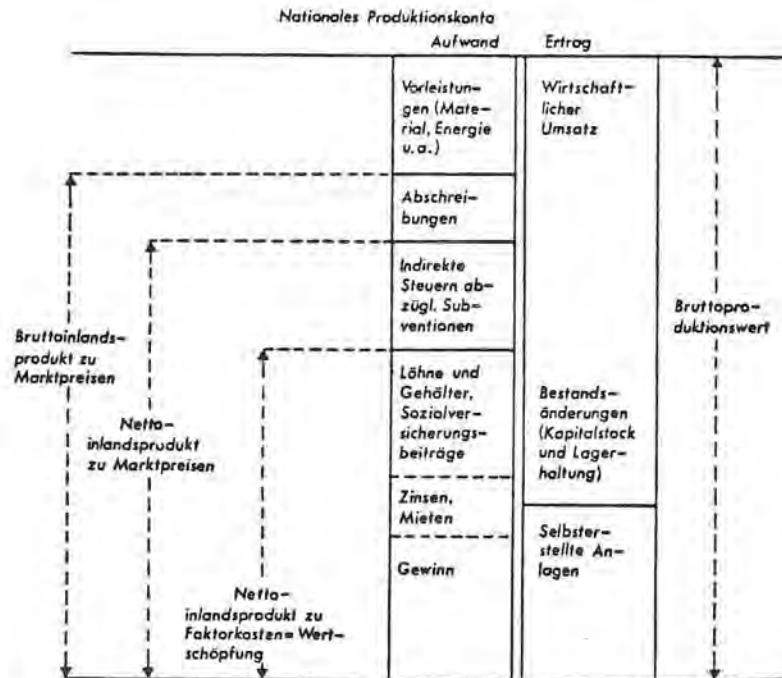 Nationales Produktionskonto
Aufwand Ertrag
Vorleistun-
gen (Mate-
rial, Energie
u.a.)
Abschrei-
bungen
Indirekte
Steuern ab-
zügl. Sub-
ventionen
Löhne und
Gehälter,
Sozialver-
sicherungs-
beiträge
Zinsen,
Mieten
Gewinn
Wirtschaft-
licher
Umsatz
Bestands-
änderungen
(Kapitalstock
und Lager-
haltung)
Selbster-
stellte An-
lagen
Bruttoinlands-
produkt zu
Marktpreisen
Netto-
inlandsprodukt
zu Marktpreisen
Netto-
inlandsprodukt zu
Faktorkosten=Wert-
schöpfung
Bruttopro-
duktionswert